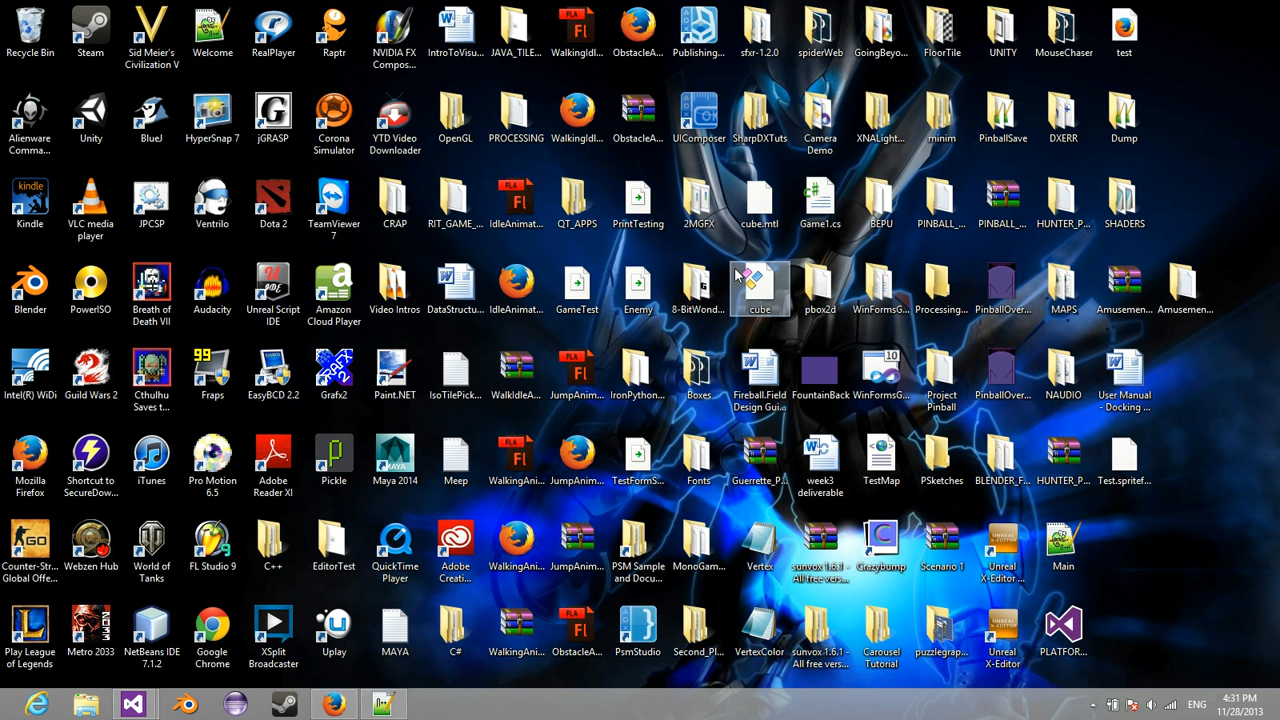 Recycle Bin
Steam
Sid Meier's
Civilization V
Welcome
RealPlayer
Raptr
NVIDIA FX
Compos...
IntroToVisu...
JAVA_TILE...
WalkingIdl...
ObstacleA...
Publishing...
sfxr-1.2.0
spiderWeb
GoingBeyo...
FloorTile
UNITY
MouseChaser
test
Alienware
Comma...
Unity
BlueJ
HyperSnap 7
jGRASP
Corona
Simulator
YTD Video
Downloader
OpenGL
PROCESSING
WalkingIdl...
ObstacleA...
UIComposer
SharpDXTuts
Camera
Demo
XNALight...
minim
PinballSave
DXERR
Dump
Kindle
VLC media
player
JPCSP
Ventrilo
Dota 2
TeamViewer
7
CRAP
RIT_GAME_...
IdleAnimat...
QT_APPS
PrintTesting
2MGFX
cube.mtl
Game1.cs
BEPU
PINBALL_...
PINBALL_...
HUNTER_P...
SHADERS
Blender
PowerISO
Breath of
Death VII
Audacity
Unreal Script
IDE
Amazon
Cloud Player
Video Intros
DataStructu...
IdleAnimat...
GameTest
Enemy
8-BitWond...
cube
pbox2d
WinFormsG...
Processing...
PinballOver...
MAPS
Amusemen...
Amusemen...
Intel(R) WiDi
Guild Wars 2
Cthulhu
Saves t...
99
Fraps
EasyBCD 2.2
Grafx2
Paint.NET
IsoTilePick...
WalkIdleA...
JumpAnim...
IronPython...
Boxes
Fireball.Field
Design Gui...
FountainBack
10
WinFormsG...
Project
Pinball
PinballOver...
NAUDIO
User Manual
- Docking ...
Mozilla
Firefox
Shortcut to
SecureDow...
iTunes
Pro Motion
6.5
Adobe
Reader XI
Pickle
Maya 2014
Meep
WalkingAni...
JumpAnim...
TestFormS...
Fonts
Guerrette_P...
week3
deliverable
TestMap
PSketches
BLENDER_F...
HUNTER_P...
Test.spritef...
Counter-Str...
Global Offe...
Webzen Hub
World of
Tanks
FL Studio 9
C++
EditorTest
QuickTime
Player
Adobe
Creati...
WalkingAni...
JumpAnim...
PSM Sample
and Docu...
MonoGam...
Vertex
sunvox 1.6.1 -
All free vers...
Crazybump
Scenario 1
Unreal
X-Editor ...
Main
Play League
of Legends
Metro 2033
NetBeans IDE
7.1.2
Google
Chrome
XSplit
Broadcaster
Uplay
MAYA
C#
WalkingAni...
ObstacleA...
PsmStudio
Second_Pl...
VertexColor
sunvox 1.6.1 -
All free vers...
Carousel
Tutorial
puzzlegrap...
Unreal
X-Editor
PLATFOR...
ENG
4:31 PM
11/28/2013